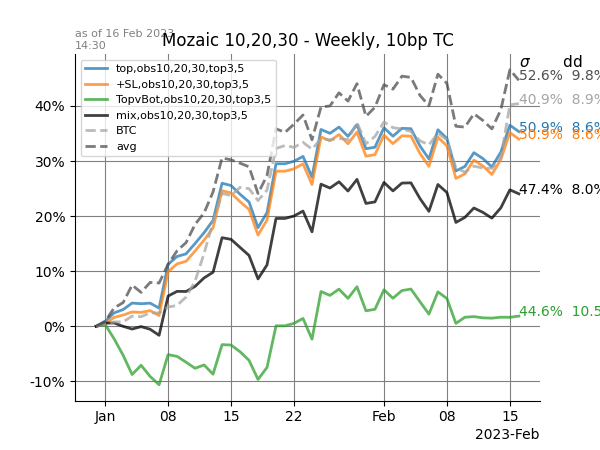 as of 16 Feb 2023
14:30
Mozaic 10,20,30 - Weekly, 10bp TC
σ dd
top,obs10,20,30,top3,5
+SL,obs10,20,30,top3,5
TopvBot,obs10,20,30,top3,5
mix,obs10,20,30,top3,5
BTC
avg
52.6% 9.8%
40.9% 8.9%
50.9% 8.6%
50.9% 8.6%
47.4% 8.0%
44.6% 10.5
40%
30%
20%
10%
0%
-10%
Jan 08 15 22 Feb 08 15
2023-Feb